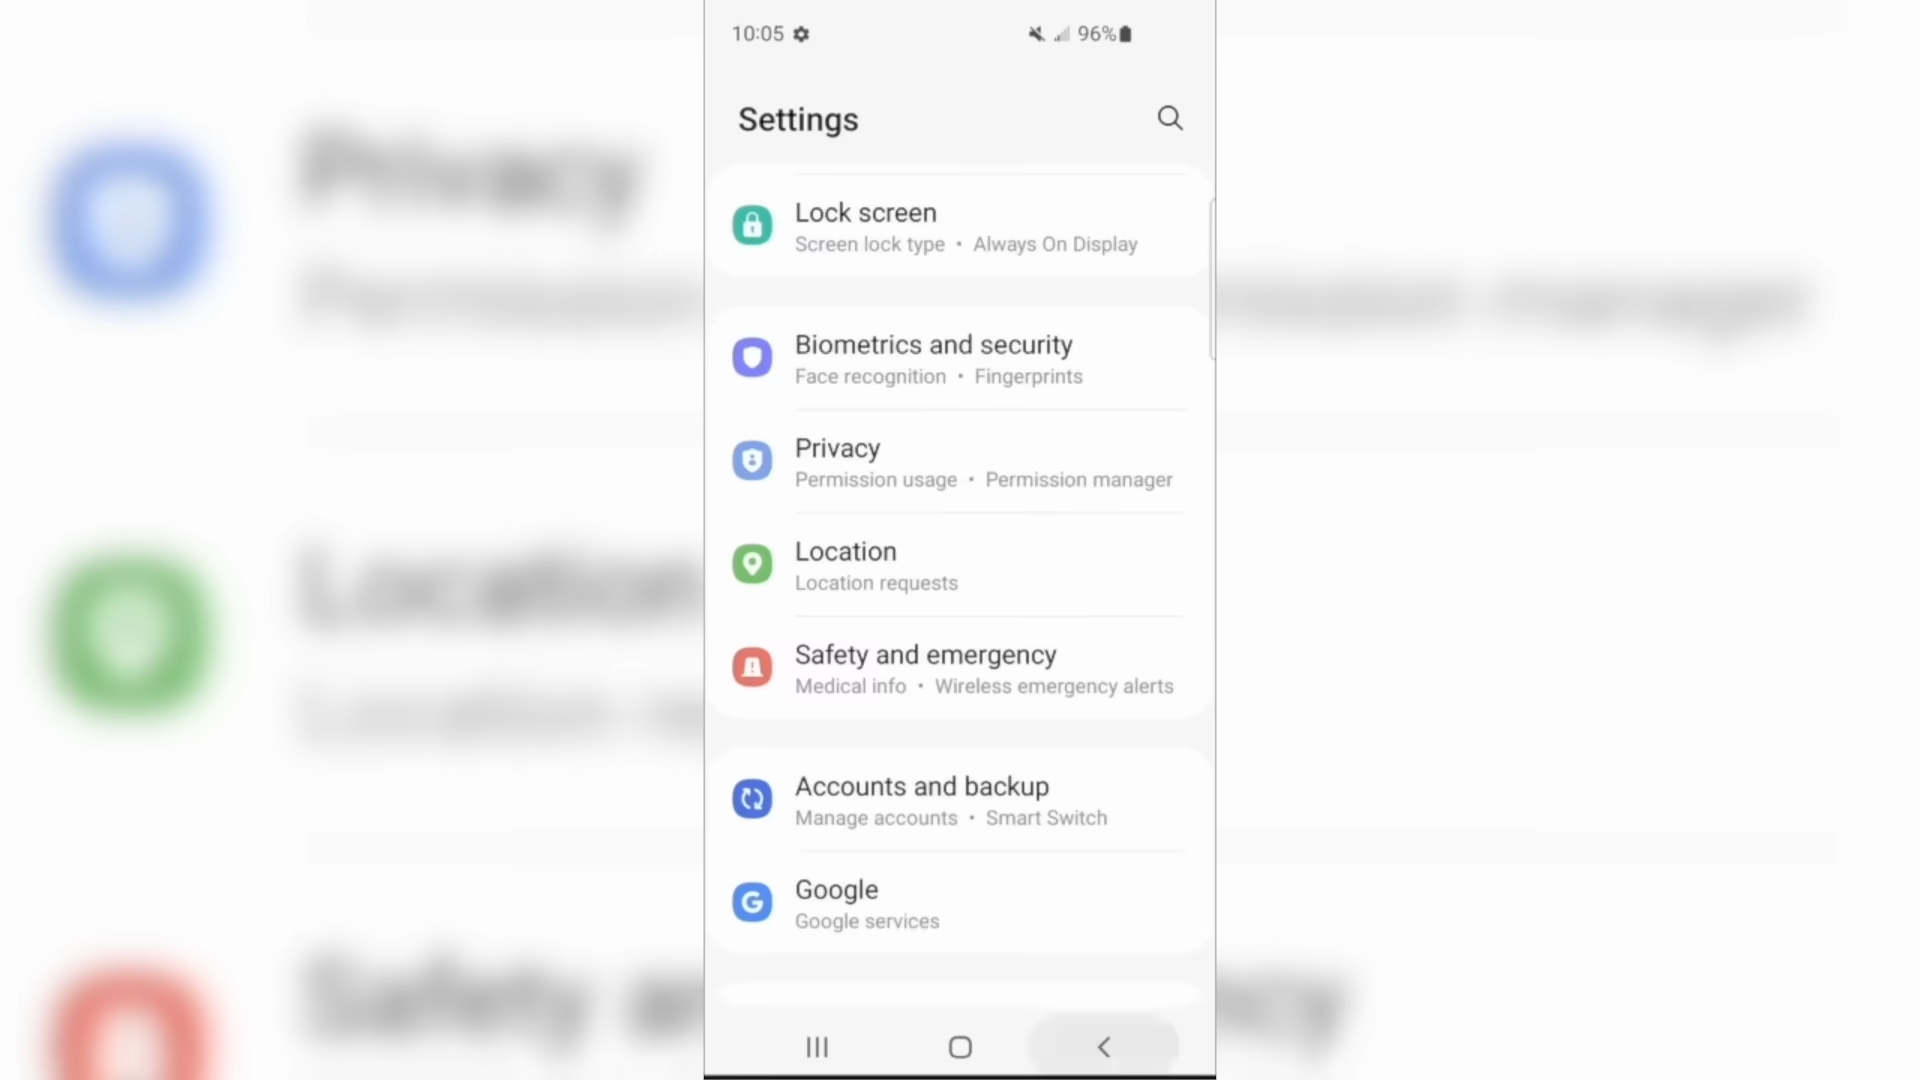 10:05 96%
Settings
Lock screen
Screen lock type • Always On Display
Biometrics and security
Face recognition • Fingerprints
Privacy
Permission usage • Permission manager
Location
Location requests
Safety and emergency
Medical info • Wireless emergency alerts
Accounts and backup
Manage accounts • Smart Switch
Google
Google services
Privacy
Location